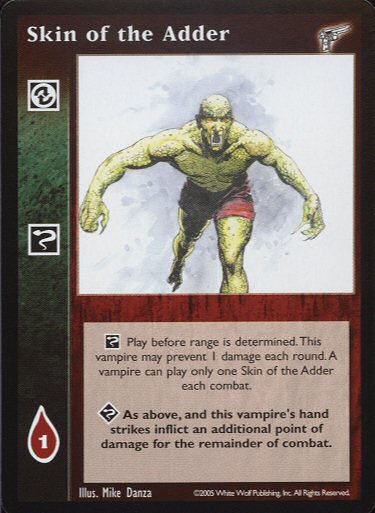 Skin of the Adder
Play before range is determined. This
vampire may prevent 1 damage each round. A
vampire can play only one Skin of the Adder
each combat.
As above, and this vampire's hand
strikes inflict an additional point of
damage for the remainder of combat.
1
Illus. Mike Danza
©2005 White Wolf Publishing, Inc. All Rights Reserved.